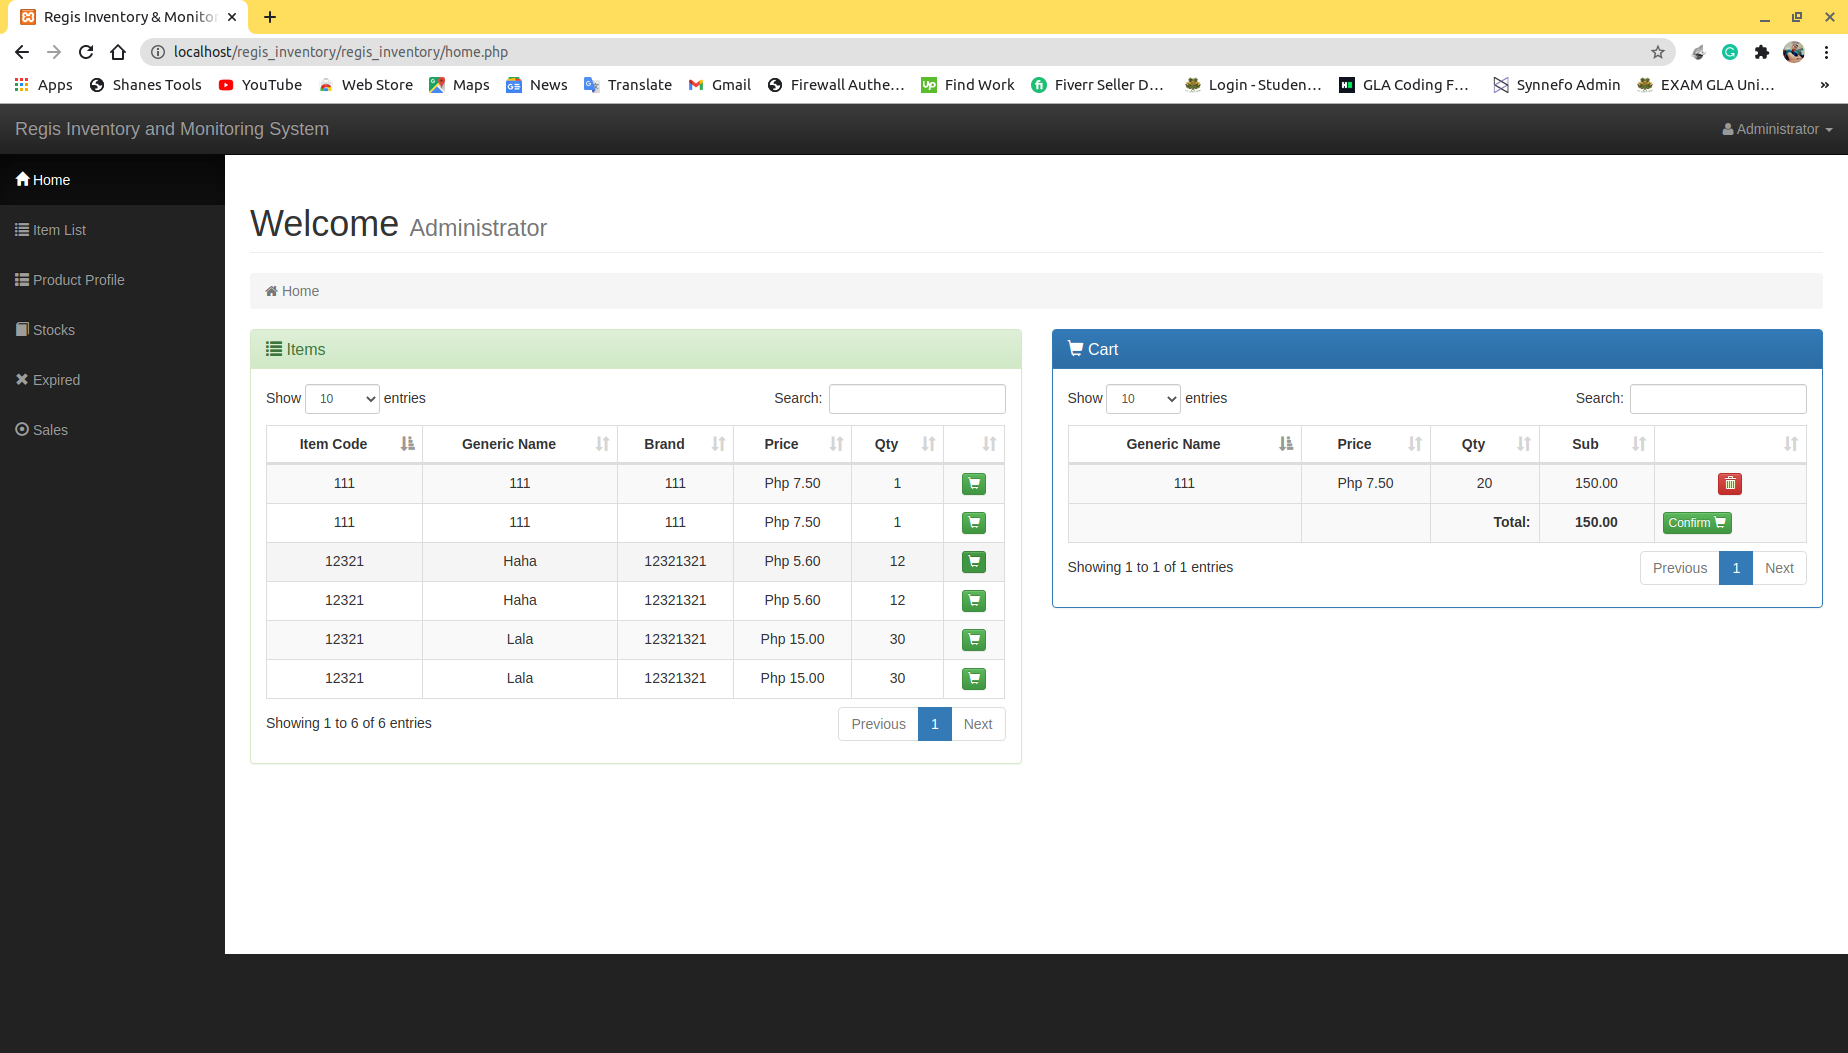 Regis Inventory & Monitor
localhost/regis_inventory/regis_inventory/home.php
Apps Shanes Tools YouTube Web Store Maps News Translate Gmail Firewall Authe… Find Work Fiverr Seller D… Login - Studen… GLA Coding F… Synnefo Admin EXAM GLA Uni… »
Regis Inventory and Monitoring System Administrator
Home
Item List
Product Profile
Stocks
Expired
Sales
Welcome Administrator
Home
Items
Show 10 entries Search:
Item Code Generic Name Brand Price Qty
111 111 111 Php 7.50 1
111 111 111 Php 7.50 1
12321 Haha 12321321 Php 5.60 12
12321 Haha 12321321 Php 5.60 12
12321 Lala 12321321 Php 15.00 30
12321 Lala 12321321 Php 15.00 30
Showing 1 to 6 of 6 entries Previous 1 Next
Cart
Show 10 entries Search:
Generic Name Price Qty Sub
111 Php 7.50 20 150.00
Total: 150.00 Confirm
Showing 1 to 1 of 1 entries Previous 1 Next